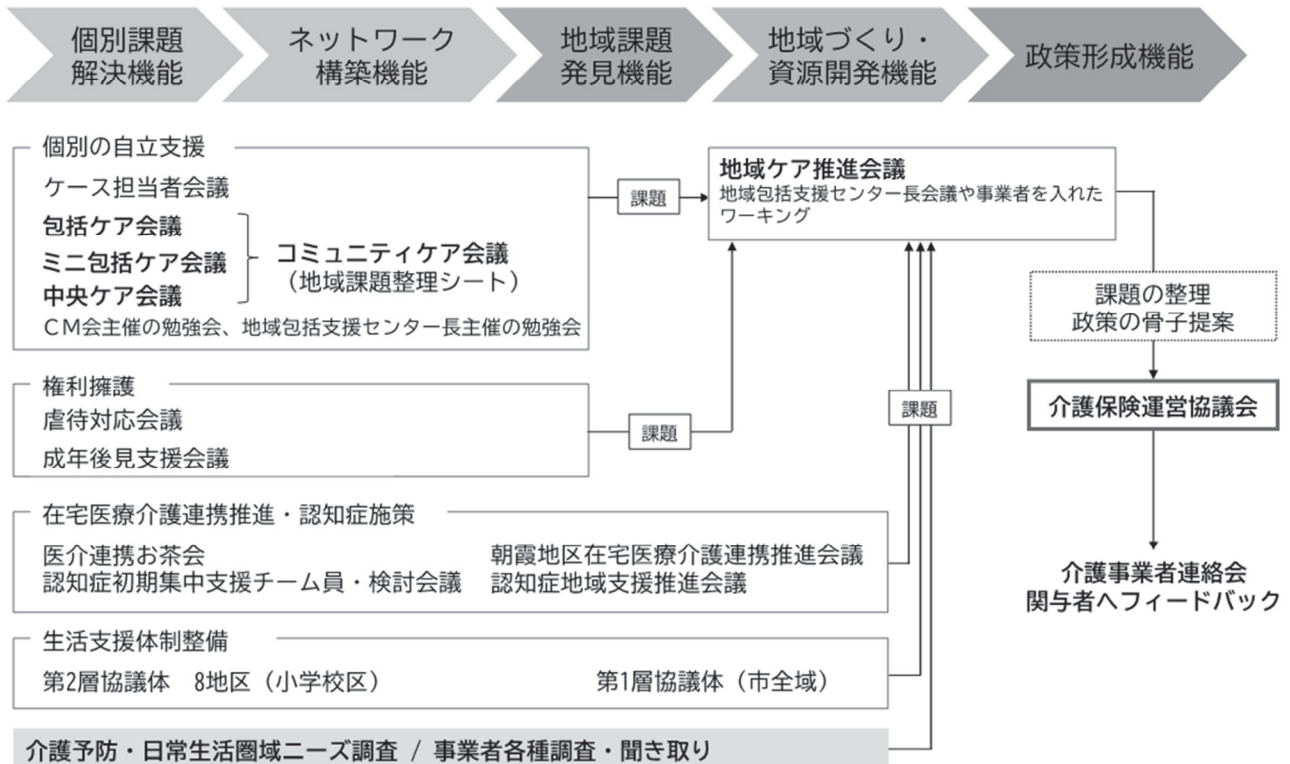 個別課題
解決機能
ネットワーク
構築機能
地域課題
発見機能
地域づくり・
資源開発機能
政策形成機能
個別の自立支援
ケース担当者会議
包括ケア会議
ミニ包括ケア会議
中央ケア会議
コミュニティケア会議
（地域課題整理シート）
ＣＭ会主催の勉強会、地域包括支援センター長主催の勉強会
課題
地域ケア推進会議
地域包括支援センター長会議や事業者を入れた
ワーキング
課題の整理
政策の骨子提案
介護保険運営協議会
介護事業者連絡会
関与者へフィードバック
権利擁護
虐待対応会議
成年後見支援会議
課題
課題
在宅医療介護連携推進・認知症施策
医介連携お茶会
認知症初期集中支援チーム員・検討会議
朝霞地区在宅医療介護連携推進会議
認知症地域支援推進会議
生活支援体制整備
第2層協議体　8地区（小学校区）
第1層協議体（市全域）
介護予防・日常生活圏域ニーズ調査 / 事業者各種調査・聞き取り